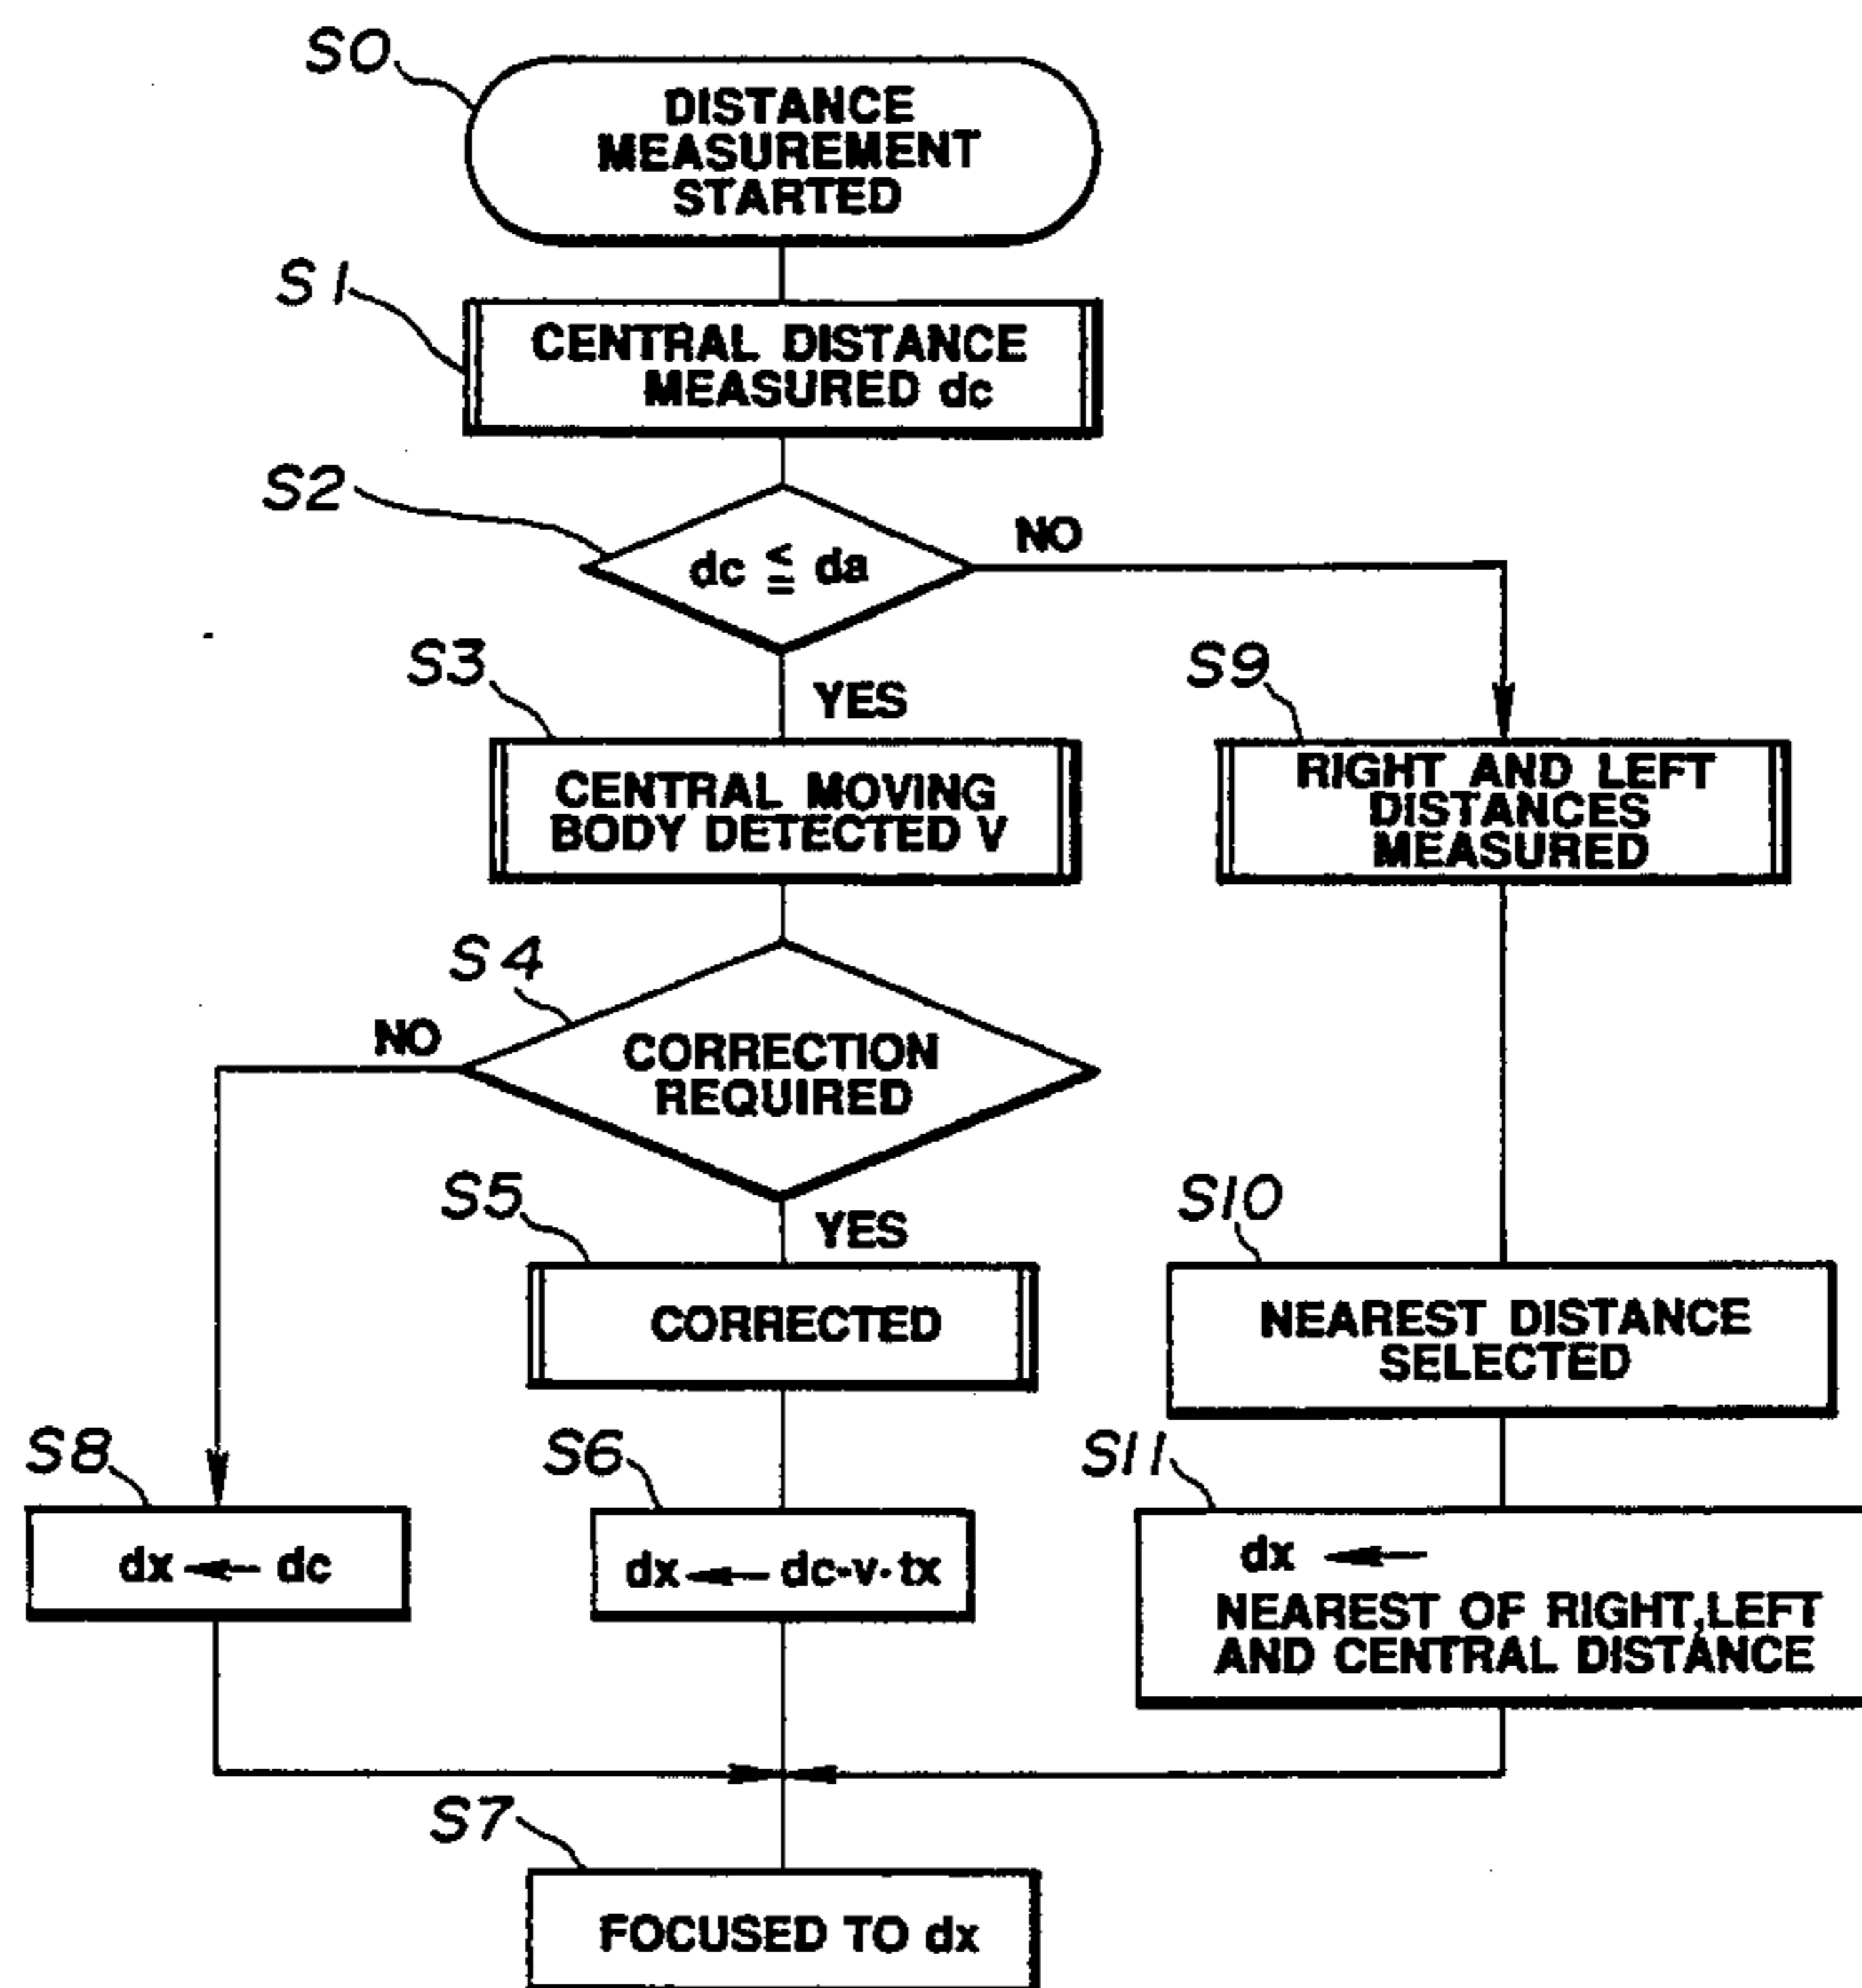 S0
DISTANCE
MEASUREMENT
STARTED
S1
CENTRAL DISTANCE
MEASURED dc
S2
dc ≦ da
NO
S3
YES
S9
CENTRAL MOVING
BODY DETECTED V
RIGHT AND LEFT
DISTANCES
MEASURED
S4
NO
CORRECTION
REQUIRED
S5
YES
S10
CORRECTED
NEAREST DISTANCE
SELECTED
S8
S6
S11
dx ← dc
dx ← dc-v·tx
dx ←
NEAREST OF RIGHT,LEFT
AND CENTRAL DISTANCE
S7
FOCUSED TO dx